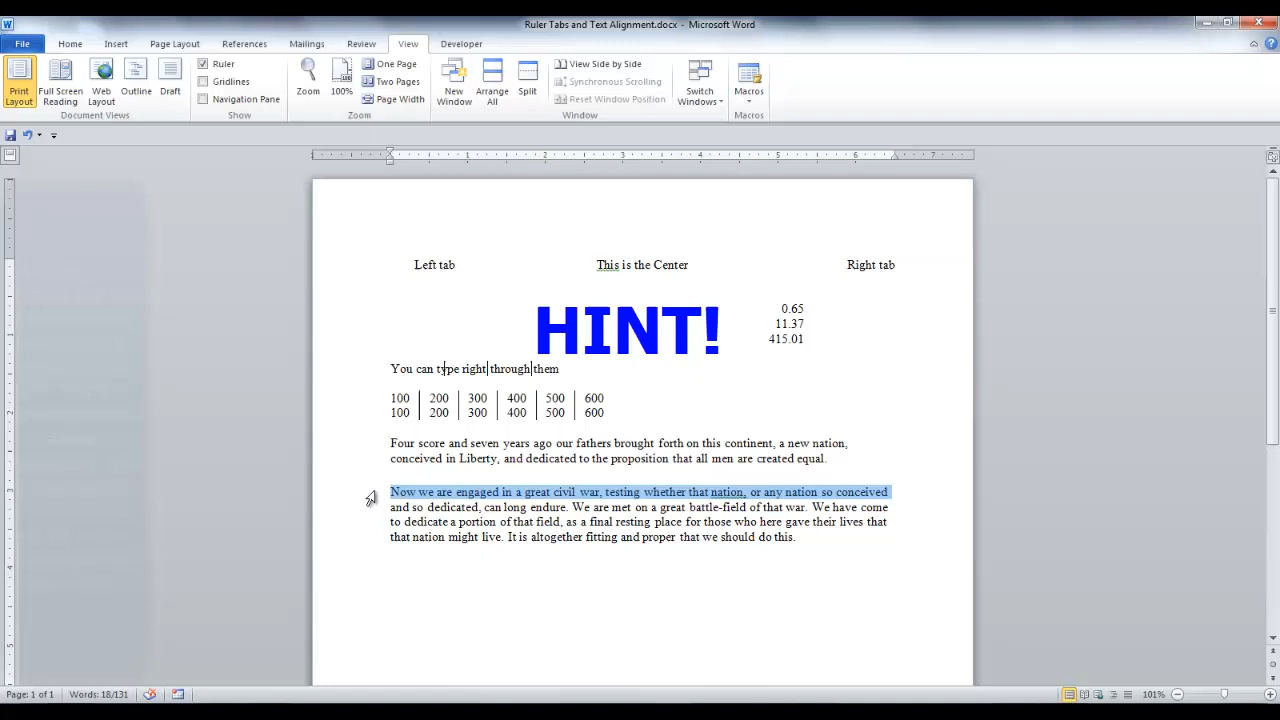 Ruler Tabs and Text Alignment.docx - Microsoft Word
File Home Insert Page Layout References Mailings Review View Developer
Print Layout
Full Screen Reading
Web Layout
Outline
Draft
Document Views
Ruler
Gridlines
Navigation Pane
Show
Zoom
100%
One Page
Two Pages
Page Width
Zoom
New Window
Arrange All
Split
View Side by Side
Synchronous Scrolling
Reset Window Position
Window
Switch Windows
Macros
Macros
1 2 3 4 5 6 7
Left tab This is the Center Right tab
0.65
HINT!
11.37
415.01
You can type right through them
100 200 300 400 500 600
100 200 300 400 500 600
Four score and seven years ago our fathers brought forth on this continent, a new nation,
conceived in Liberty, and dedicated to the proposition that all men are created equal.
Now we are engaged in a great civil war, testing whether that nation, or any nation so conceived
and so dedicated, can long endure. We are met on a great battle-field of that war. We have come
to dedicate a portion of that field, as a final resting place for those who here gave their lives that
that nation might live. It is altogether fitting and proper that we should do this.
Page: 1 of 1 Words: 18/131 101%